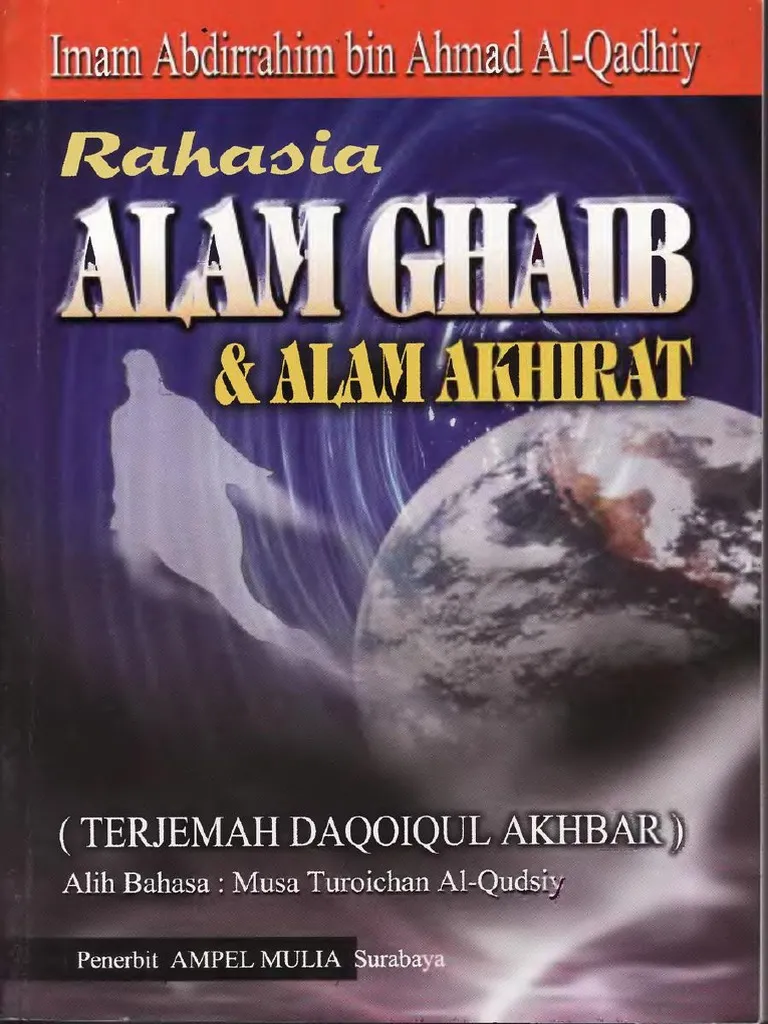 Imam Abdirrahim bin Ahmad Al-Qadhiy
Rahasia
ALAM GHAIB
& ALAM AKHIRAT
( TERJEMAH DAQOIQUL AKHBAR )
Alih Bahasa : Musa Turoichan Al-Qudsiy
Penerbit AMPEL MULIA Surabaya